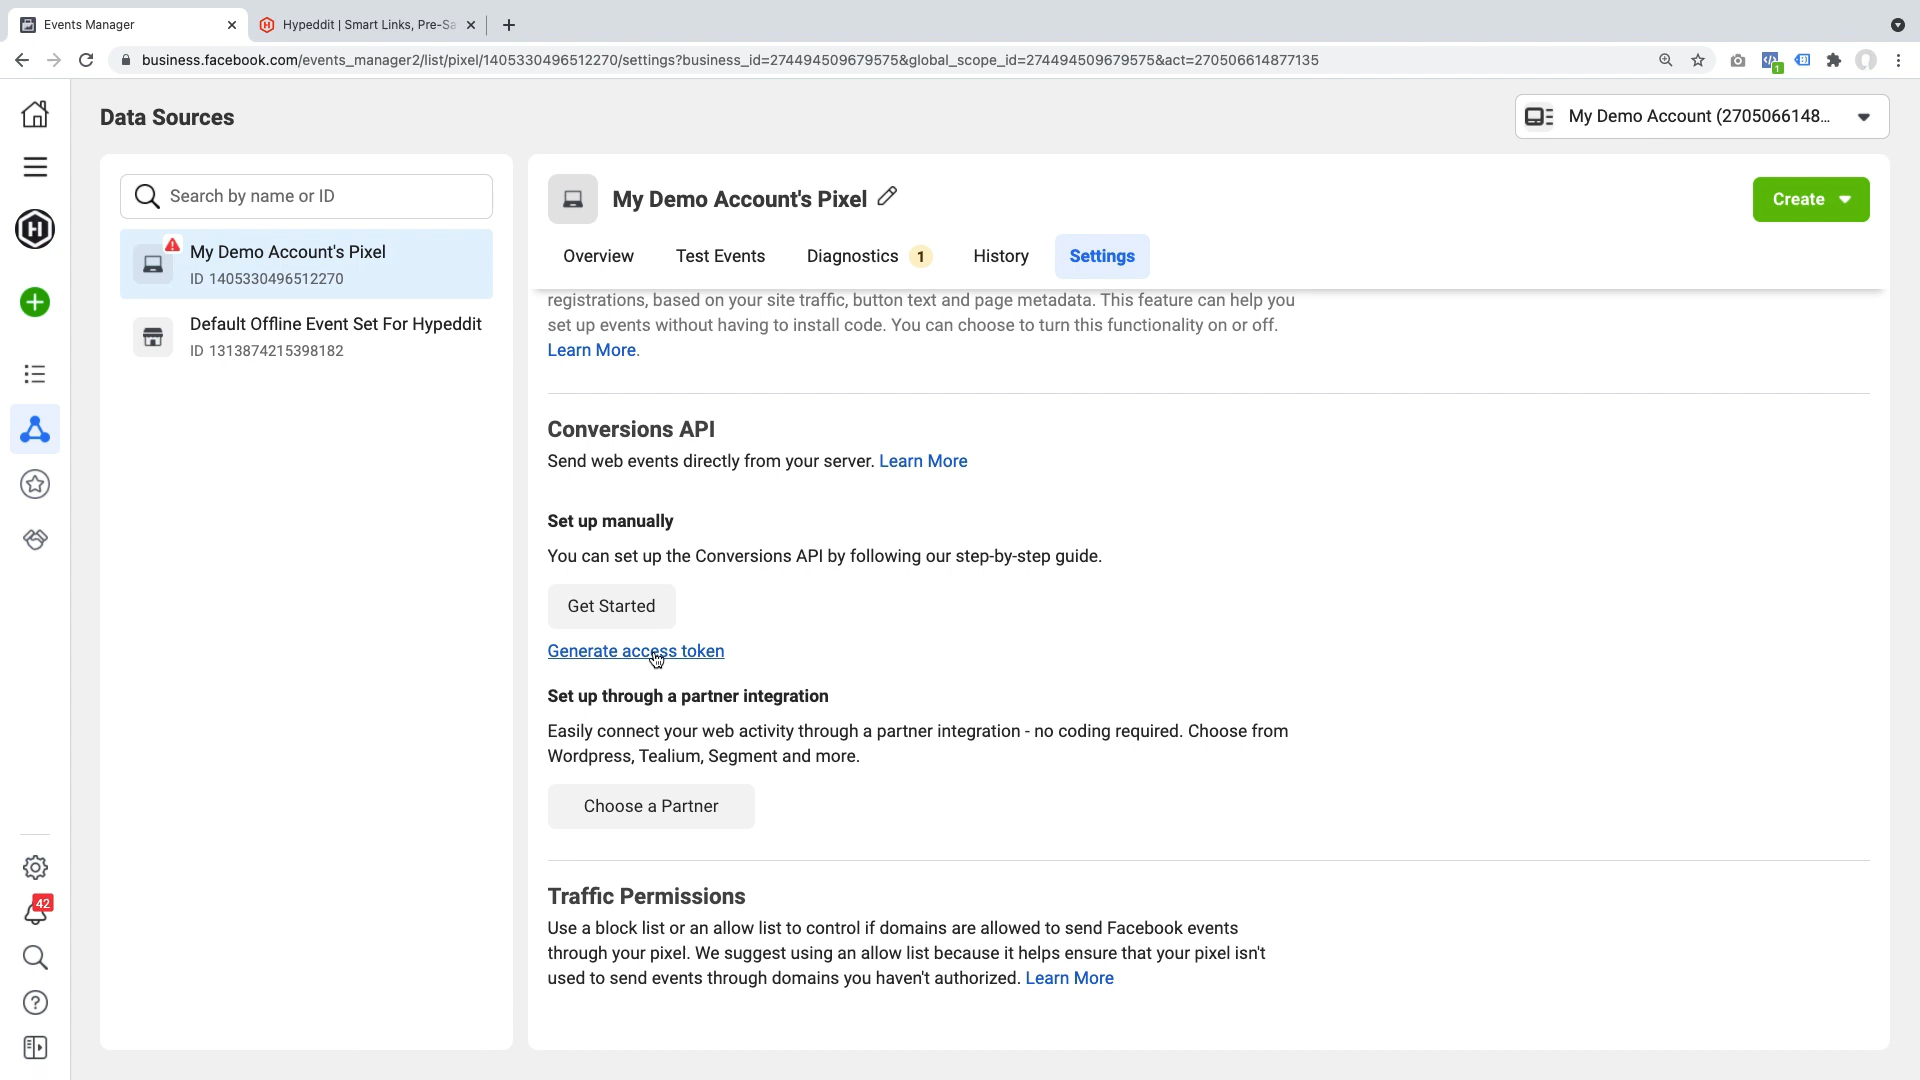 Events Manager
Hypeddit | Smart Links, Pre-Sa
business.facebook.com/events_manager2/list/pixel/1405330496512270/settings?business_id=274494509679575&global_scope_id=274494509679575&act=270506614877135
1
Data Sources
My Demo Account (2705066148...
Search by name or ID
My Demo Account's Pixel
ID 1405330496512270
Default Offline Event Set For Hypeddit
ID 1313874215398182
42
My Demo Account's Pixel
Create
Overview
Test Events
Diagnostics 1
History
Settings
registrations, based on your site traffic, button text and page metadata. This feature can help you
set up events without having to install code. You can choose to turn this functionality on or off.
Learn More.
Conversions API
Send web events directly from your server. Learn More
Set up manually
You can set up the Conversions API by following our step-by-step guide.
Get Started
Generate access token
Set up through a partner integration
Easily connect your web activity through a partner integration - no coding required. Choose from
Wordpress, Tealium, Segment and more.
Choose a Partner
Traffic Permissions
Use a block list or an allow list to control if domains are allowed to send Facebook events
through your pixel. We suggest using an allow list because it helps ensure that your pixel isn't
used to send events through domains you haven't authorized. Learn More